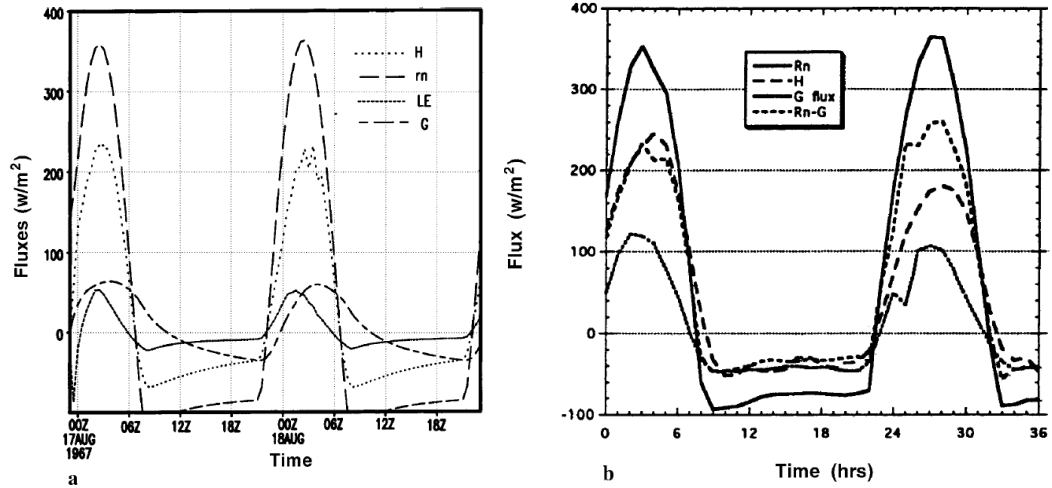 400
300
200
100
0
Fluxes (w/m²)
H
rn
LE
G
00Z 06Z 12Z 18Z 00Z 06Z 12Z 18Z
17AUG 18AUG
1967
Time
a
400
300
200
100
0
-100
Flux (w/m²)
Rn
H
G flux
Rn-G
0 6 12 18 24 30 36
Time (hrs)
b